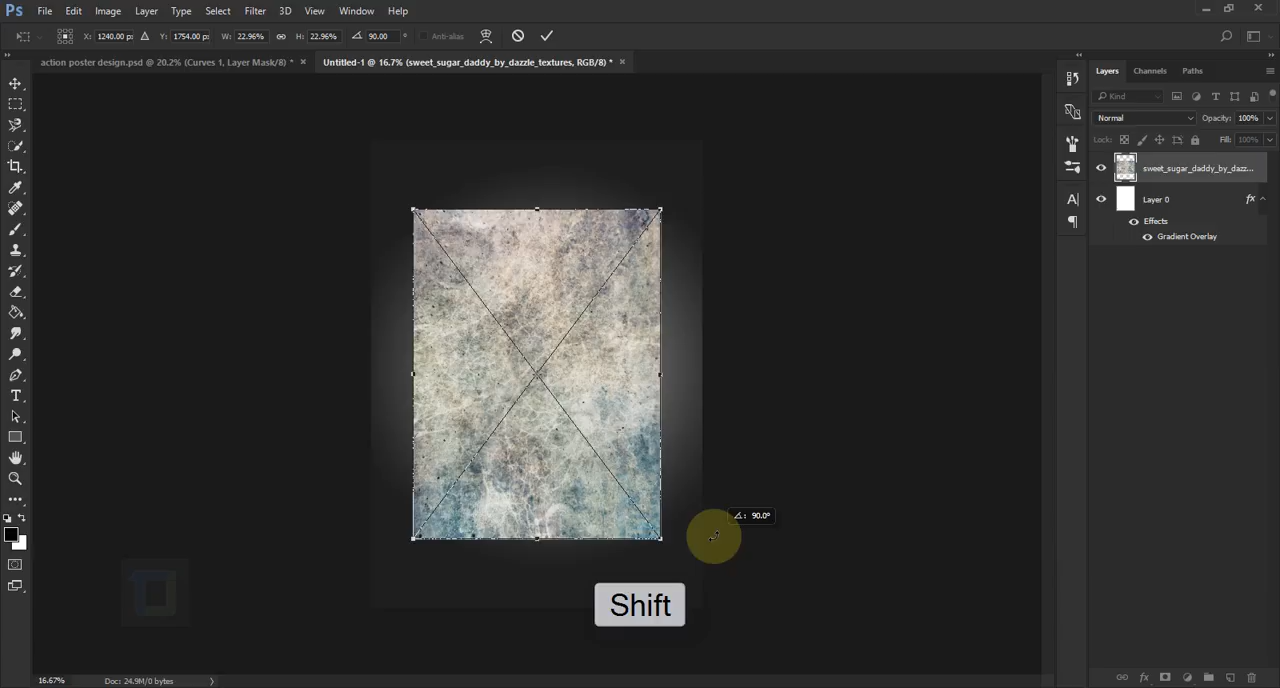 Ps File Edit Image Layer Type Select Filter 3D View Window Help
X: 1240.00 px Y: 1754.00 px W: 22.96% H: 22.96% 90.00 ° Anti-alias
action poster design.psd @ 20.2% (Curves 1, Layer Mask/8) * × Untitled-1 @ 16.7% (sweet_sugar_daddy_by_dazzle_textures, RGB/8) * ×
Layers Channels Paths
Kind
Normal Opacity: 100%
Lock: Fill: 100%
sweet_sugar_daddy_by_dazz...
Layer 0 fx
Effects
Gradient Overlay
A
T
90.0°
Shift
16.67% Doc: 24.9M/0 bytes
fx